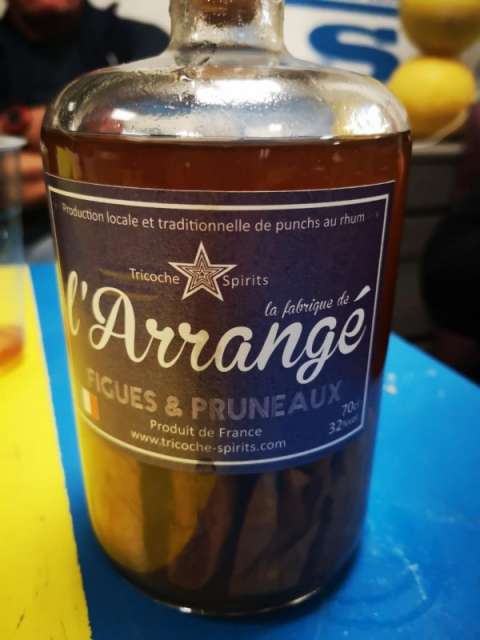 Production locale et traditionnelle de punchs au rhum
Tricoche Spirits
la fabrique de
l'Arrangé
FIGUES & PRUNEAUX
70cl
Produit de France
32%vol
www.tricoche-spirits.com
S